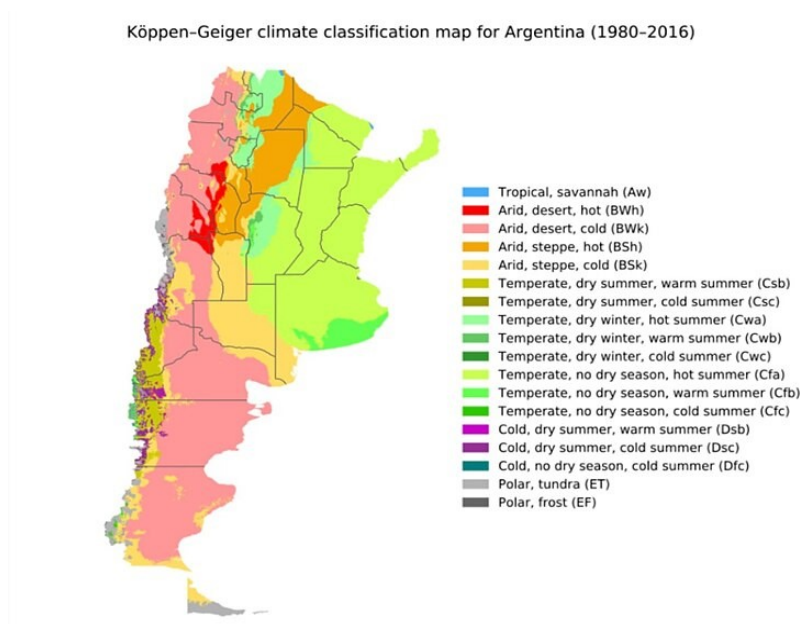 Köppen–Geiger climate classification map for Argentina (1980–2016)
Tropical, savannah (Aw)
Arid, desert, hot (BWh)
Arid, desert, cold (BWk)
Arid, steppe, hot (BSh)
Arid, steppe, cold (BSk)
Temperate, dry summer, warm summer (Csb)
Temperate, dry summer, cold summer (Csc)
Temperate, dry winter, hot summer (Cwa)
Temperate, dry winter, warm summer (Cwb)
Temperate, dry winter, cold summer (Cwc)
Temperate, no dry season, hot summer (Cfa)
Temperate, no dry season, warm summer (Cfb)
Temperate, no dry season, cold summer (Cfc)
Cold, dry summer, warm summer (Dsb)
Cold, dry summer, cold summer (Dsc)
Cold, no dry season, cold summer (Dfc)
Polar, tundra (ET)
Polar, frost (EF)